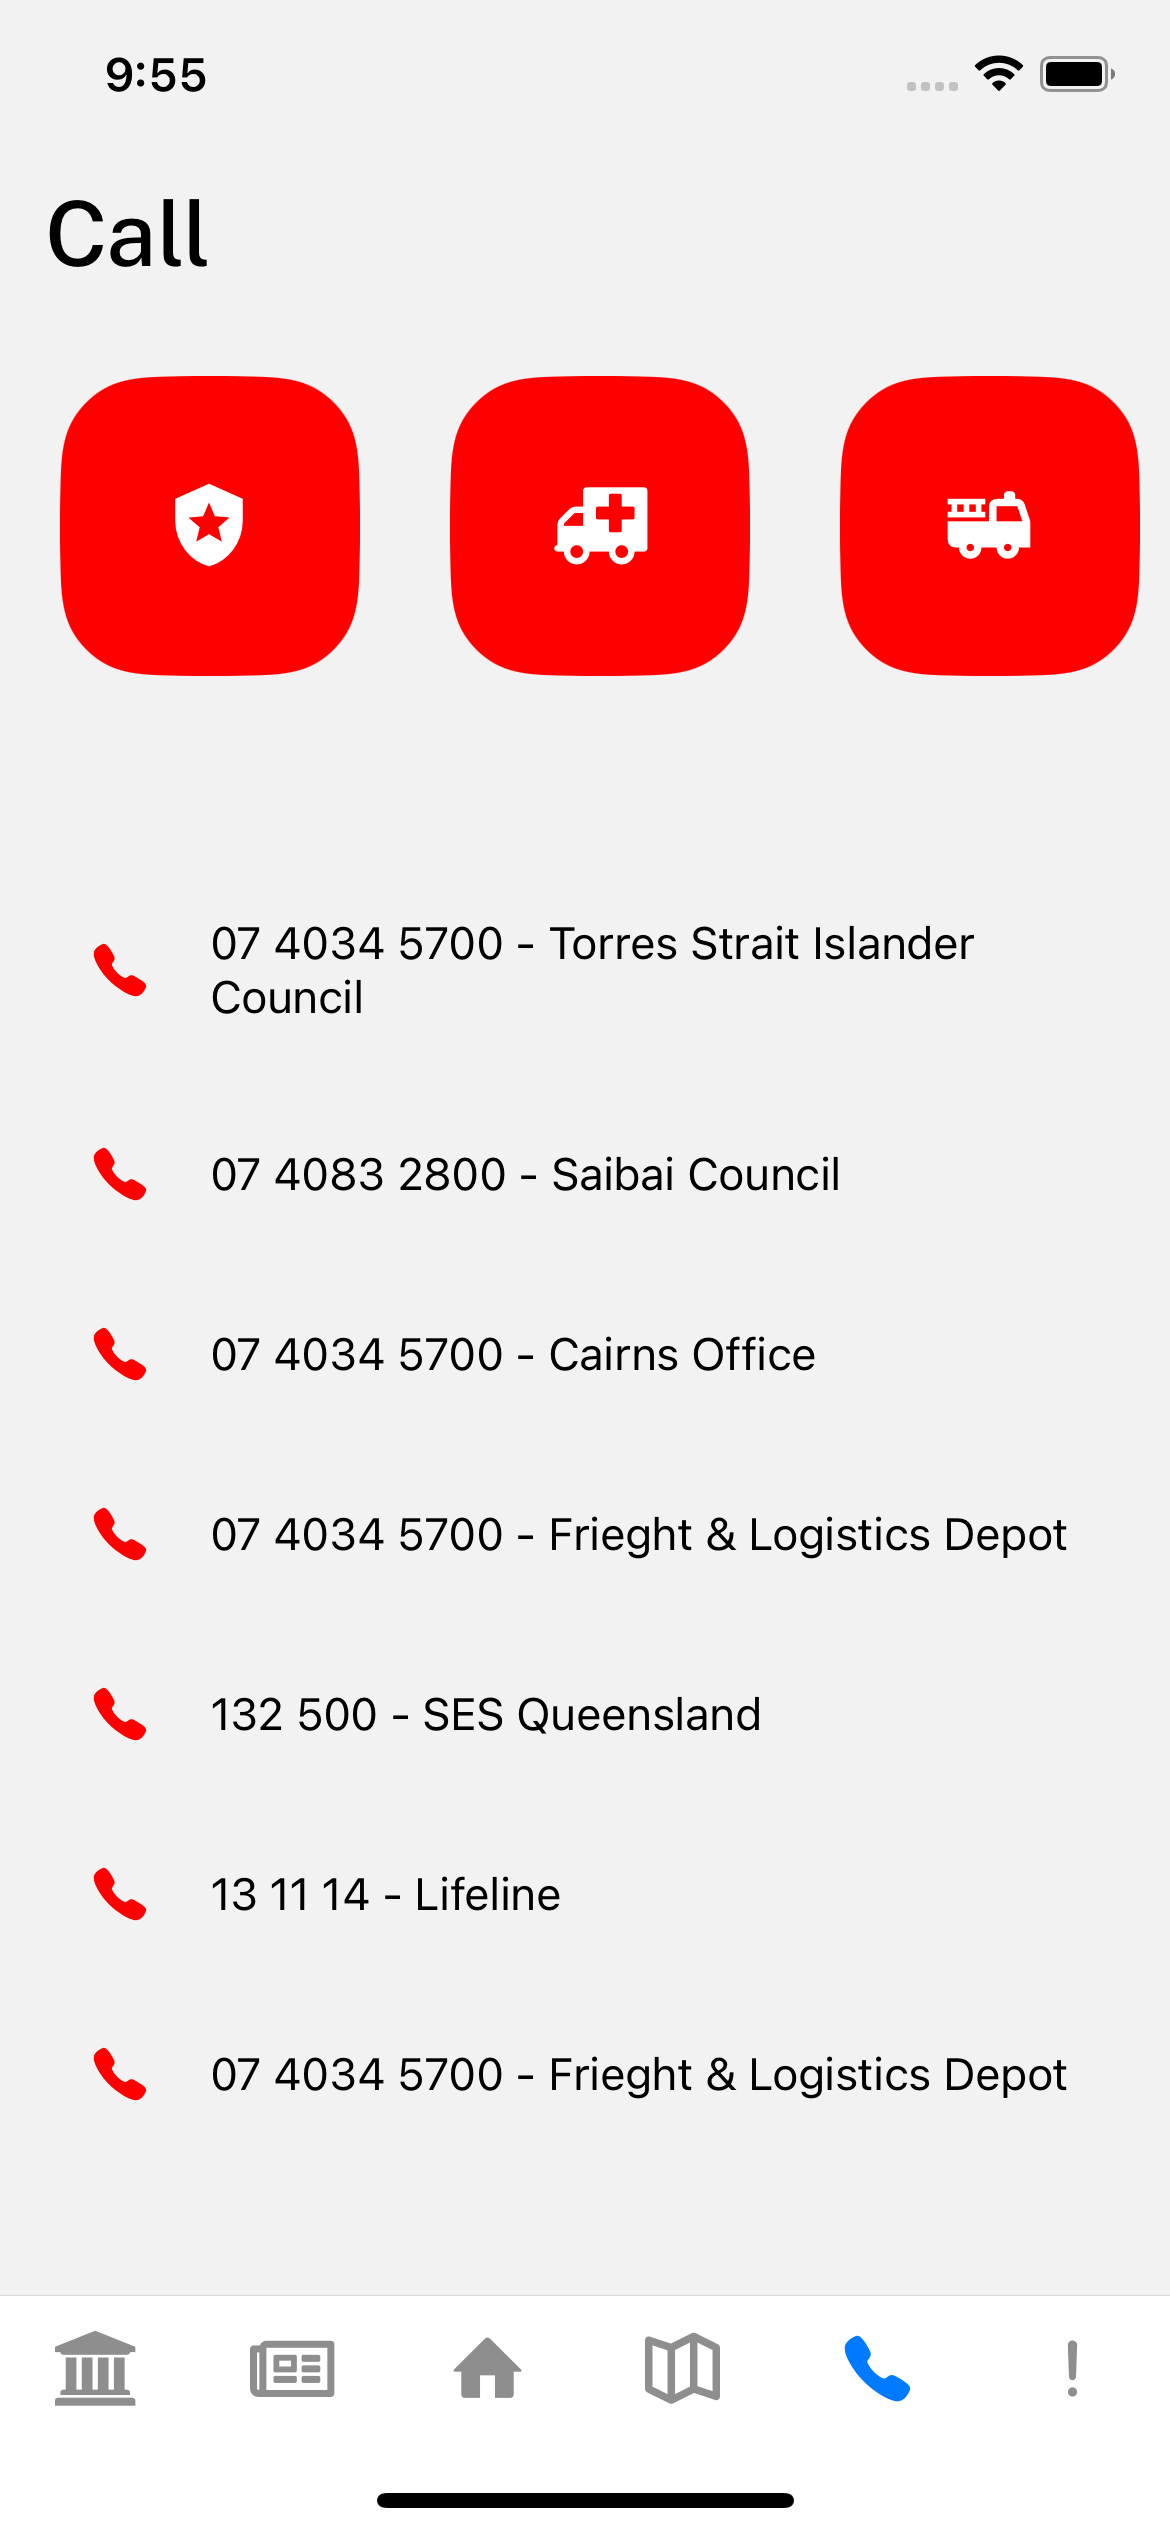 9:55
Call
07 4034 5700 - Torres Strait Islander
Council
07 4083 2800 - Saibai Council
07 4034 5700 - Cairns Office
07 4034 5700 - Frieght & Logistics Depot
132 500 - SES Queensland
13 11 14 - Lifeline
07 4034 5700 - Frieght & Logistics Depot